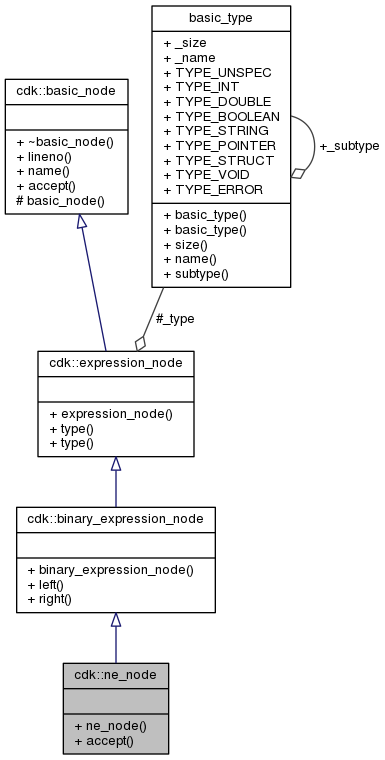 basic_type
+ _size
+ _name
+ TYPE_UNSPEC
+ TYPE_INT
+ TYPE_DOUBLE
+ TYPE_BOOLEAN
+ TYPE_STRING
+ TYPE_POINTER
+ TYPE_STRUCT
+ TYPE_VOID
+ TYPE_ERROR
+ basic_type()
+ basic_type()
+ size()
+ name()
+ subtype()
+_subtype
cdk::basic_node
+ ~basic_node()
+ lineno()
+ name()
+ accept()
# basic_node()
#_type
cdk::expression_node
+ expression_node()
+ type()
+ type()
cdk::binary_expression_node
+ binary_expression_node()
+ left()
+ right()
cdk::ne_node
+ ne_node()
+ accept()